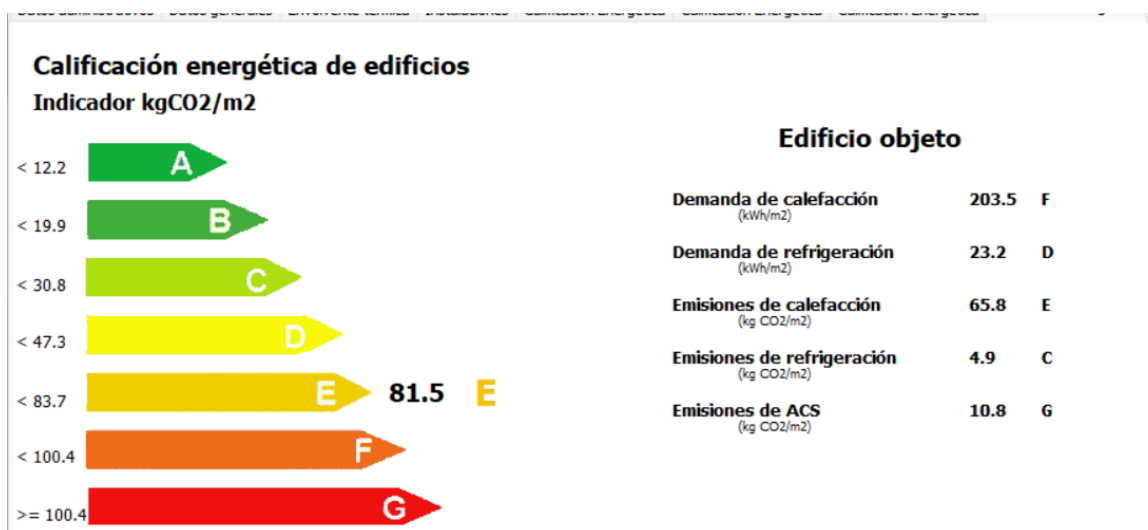 Calificación energética de edificios
Indicador kgCO2/m2
< 12.2 A
< 19.9 B
< 30.8 C
< 47.3 D
< 83.7 E 81.5 E
< 100.4 F
>= 100.4 G
Edificio objeto
Demanda de calefacción 203.5 F
(kWh/m2)
Demanda de refrigeración 23.2 D
(kWh/m2)
Emisiones de calefacción 65.8 E
(kg CO2/m2)
Emisiones de refrigeración 4.9 C
(kg CO2/m2)
Emisiones de ACS 10.8 G
(kg CO2/m2)